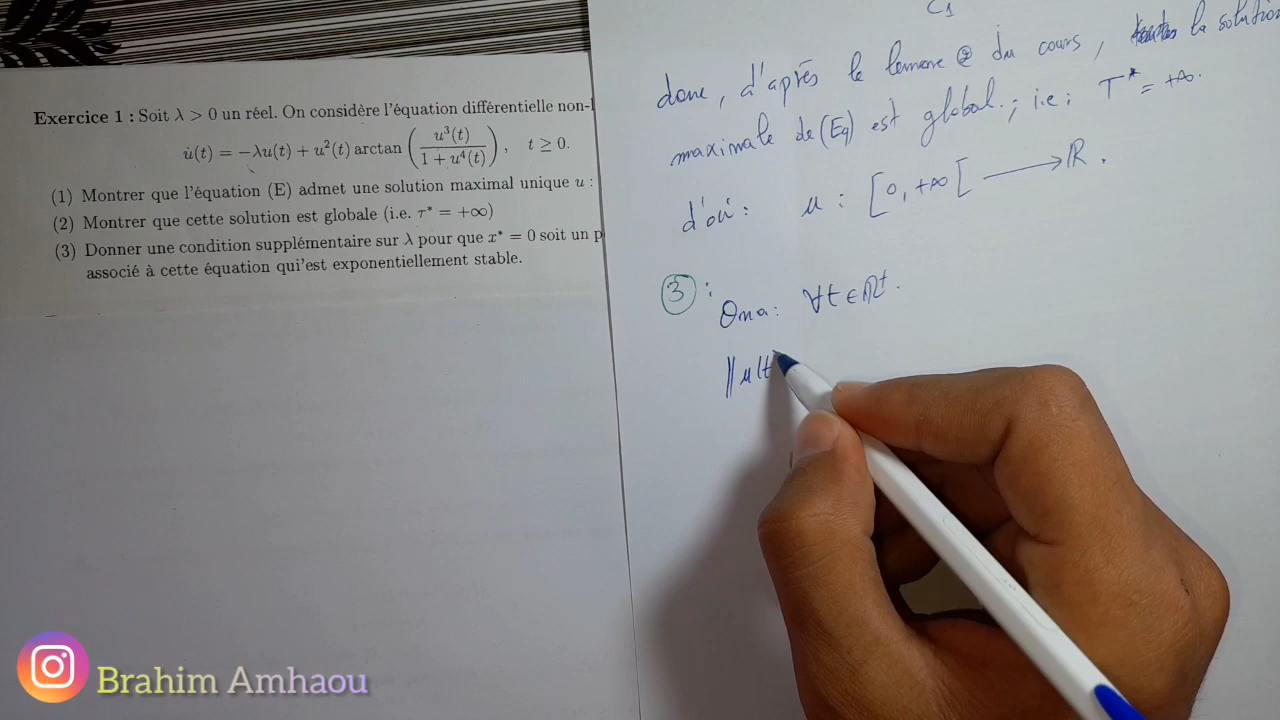 Exercice 1 : Soit λ > 0 un réel. On considère l'équation différentielle non-l
u̇(t) = −λu(t) + u²(t) arctan ( u³(t) / 1 + u⁴(t) ), t ≥ 0.
(1) Montrer que l'équation (E) admet une solution maximal unique u :
(2) Montrer que cette solution est globale (i.e. τ* = +∞)
(3) Donner une condition supplémentaire sur λ pour que x* = 0 soit un p
associé à cette équation qui'est exponentiellement stable.
C₁
donc, d'après le lemme du cours, la solution
maximale de (Eq) est global. ; i.e ; T* = +∞.
d'où : u : [0, +∞[ ⟶ ℝ.
3 :
On a : ∀t ∈ ℝ⁺.
‖u(t
Brahim Amhaou